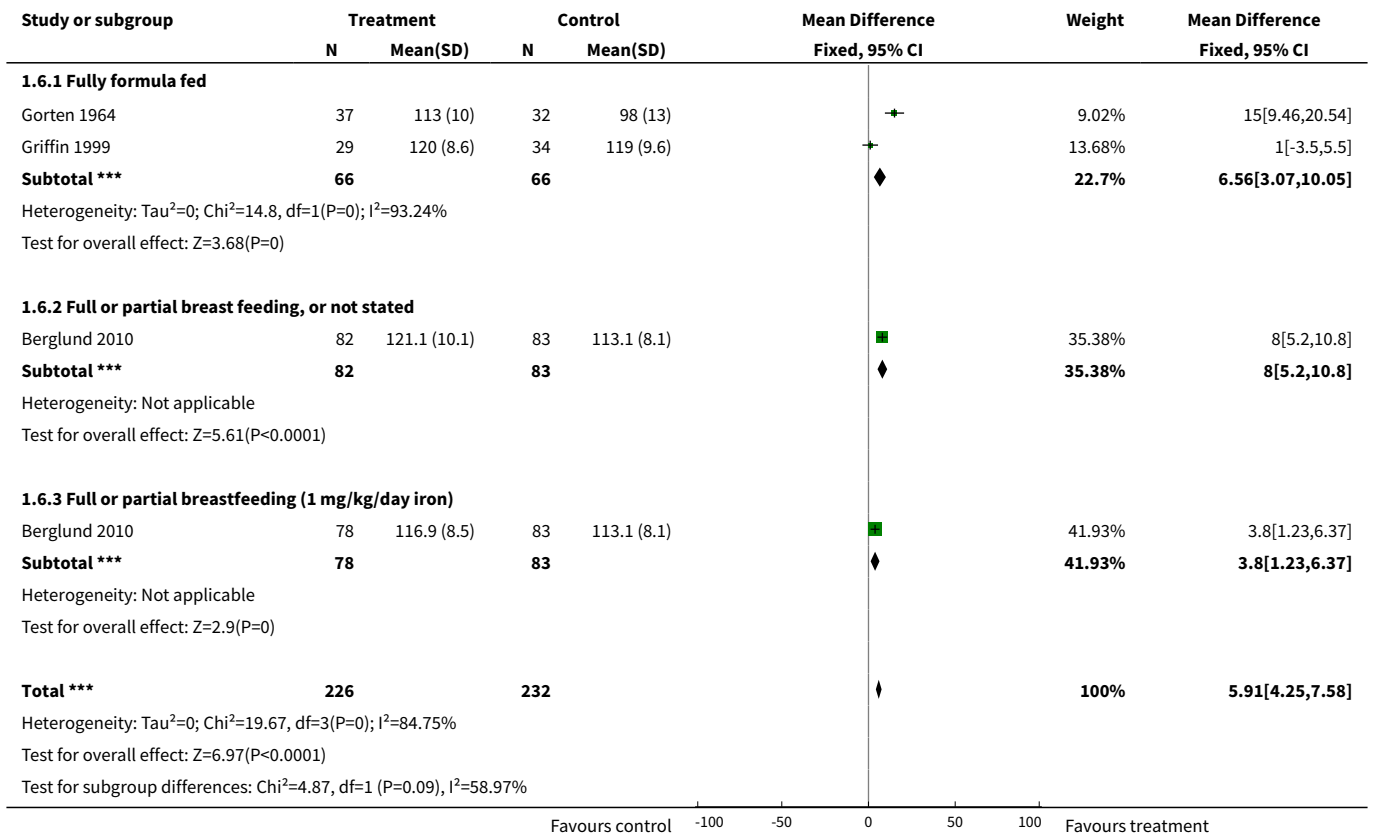 Study or subgroup Treatment Control Mean Difference Weight Mean Difference
N Mean(SD) N Mean(SD) Fixed, 95% CI Fixed, 95% CI
1.6.1 Fully formula fed
Gorten 1964 37 113 (10) 32 98 (13) 9.02% 15[9.46,20.54]
Griffin 1999 29 120 (8.6) 34 119 (9.6) 13.68% 1[-3.5,5.5]
Subtotal *** 66 66 22.7% 6.56[3.07,10.05]
Heterogeneity: Tau²=0; Chi²=14.8, df=1(P=0); I²=93.24%
Test for overall effect: Z=3.68(P=0)
1.6.2 Full or partial breast feeding, or not stated
Berglund 2010 82 121.1 (10.1) 83 113.1 (8.1) 35.38% 8[5.2,10.8]
Subtotal *** 82 83 35.38% 8[5.2,10.8]
Heterogeneity: Not applicable
Test for overall effect: Z=5.61(P<0.0001)
1.6.3 Full or partial breastfeeding (1 mg/kg/day iron)
Berglund 2010 78 116.9 (8.5) 83 113.1 (8.1) 41.93% 3.8[1.23,6.37]
Subtotal *** 78 83 41.93% 3.8[1.23,6.37]
Heterogeneity: Not applicable
Test for overall effect: Z=2.9(P=0)
Total *** 226 232 100% 5.91[4.25,7.58]
Heterogeneity: Tau²=0; Chi²=19.67, df=3(P=0); I²=84.75%
Test for overall effect: Z=6.97(P<0.0001)
Test for subgroup differences: Chi²=4.87, df=1 (P=0.09), I²=58.97%
Favours control -100 -50 0 50 100 Favours treatment